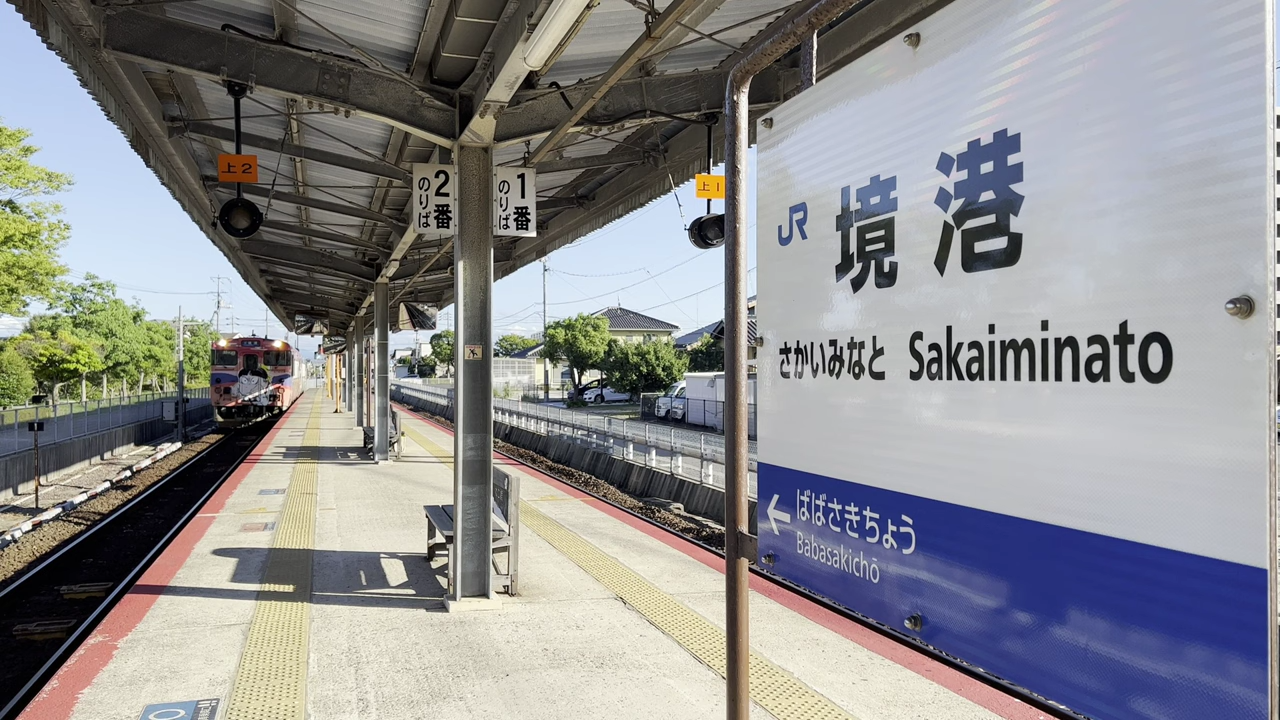 上2
2番
のりば
1番
のりば
上1
JR 境港
さかいみなと Sakaiminato
← ばばさきちょう
Babasakichō